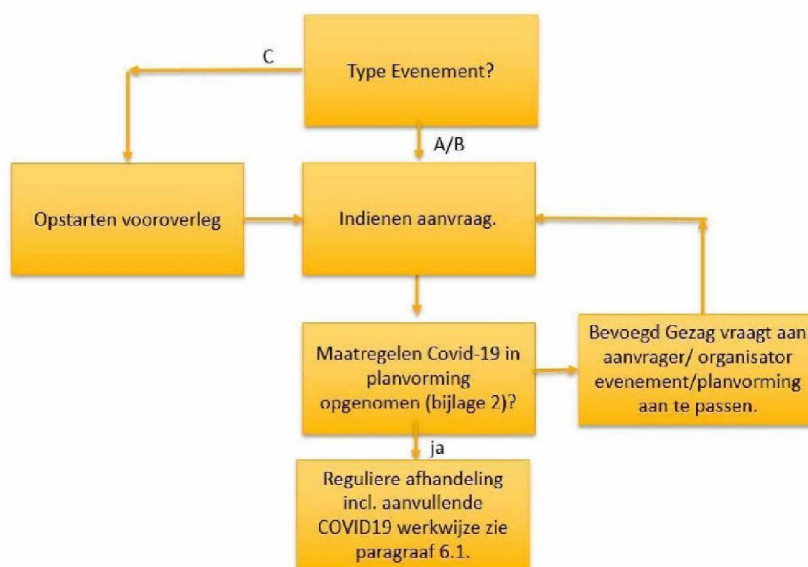 Type Evenement?
C
A/B
Opstarten vooroverleg
Indienen aanvraag.
Maatregelen Covid-19 in
planvorming
opgenomen (bijlage 2)?
Bevoegd Gezag vraagt aan
aanvrager/ organisator
evenement/planvorming
aan te passen.
ja
Reguliere afhandeling
incl. aanvullende
COVID19 werkwijze zie
paragraaf 6.1.